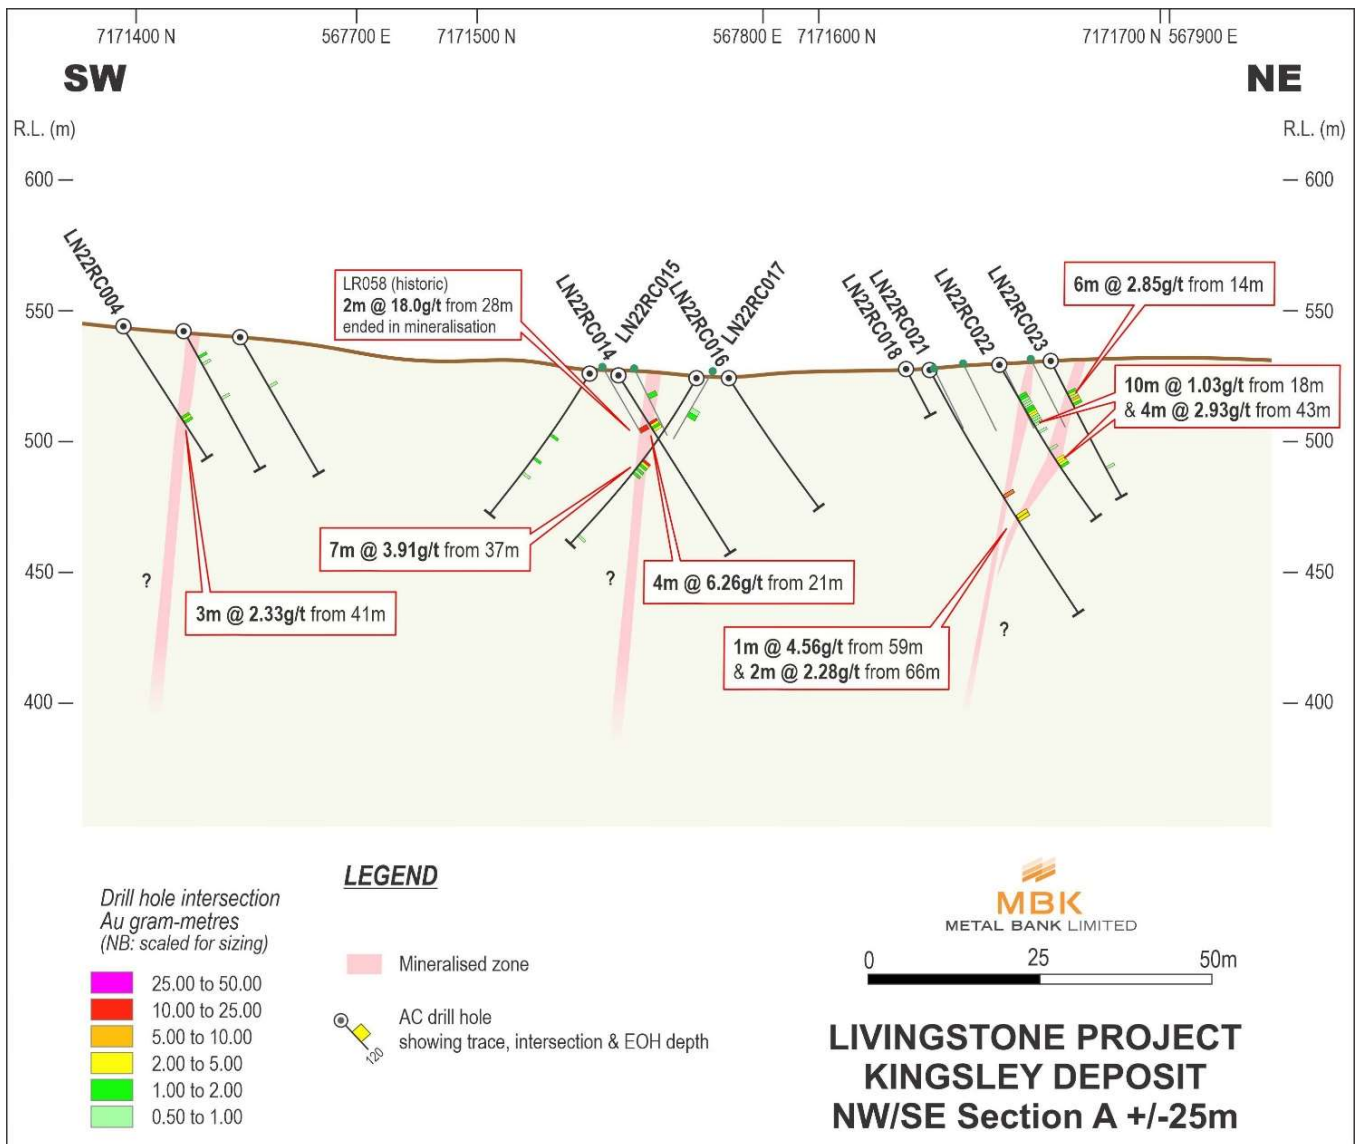 7171400 N 567700 E 7171500 N 567800 E 7171600 N 7171700 N 567900 E
SW NE
R.L. (m) R.L. (m)
600 600
LN22RC004
LR058 (historic)
2m @ 18.0g/t from 28m
ended in mineralisation
LN22RC014
LN22RC015
LN22RC016
LN22RC017
LN22RC018
LN22RC021
LN22RC022
LN22RC023
6m @ 2.85g/t from 14m
550 550
10m @ 1.03g/t from 18m
& 4m @ 2.93g/t from 43m
500 500
7m @ 3.91g/t from 37m
450 450
? ?
4m @ 6.26g/t from 21m
3m @ 2.33g/t from 41m
?
1m @ 4.56g/t from 59m
& 2m @ 2.28g/t from 66m
400 400
LEGEND
Drill hole intersection
Au gram-metres
(NB: scaled for sizing)
25.00 to 50.00
10.00 to 25.00
5.00 to 10.00
2.00 to 5.00
1.00 to 2.00
0.50 to 1.00
Mineralised zone
AC drill hole
showing trace, intersection & EOH depth
120
MBK
METAL BANK LIMITED
0 25 50m
LIVINGSTONE PROJECT
KINGSLEY DEPOSIT
NW/SE Section A +/-25m